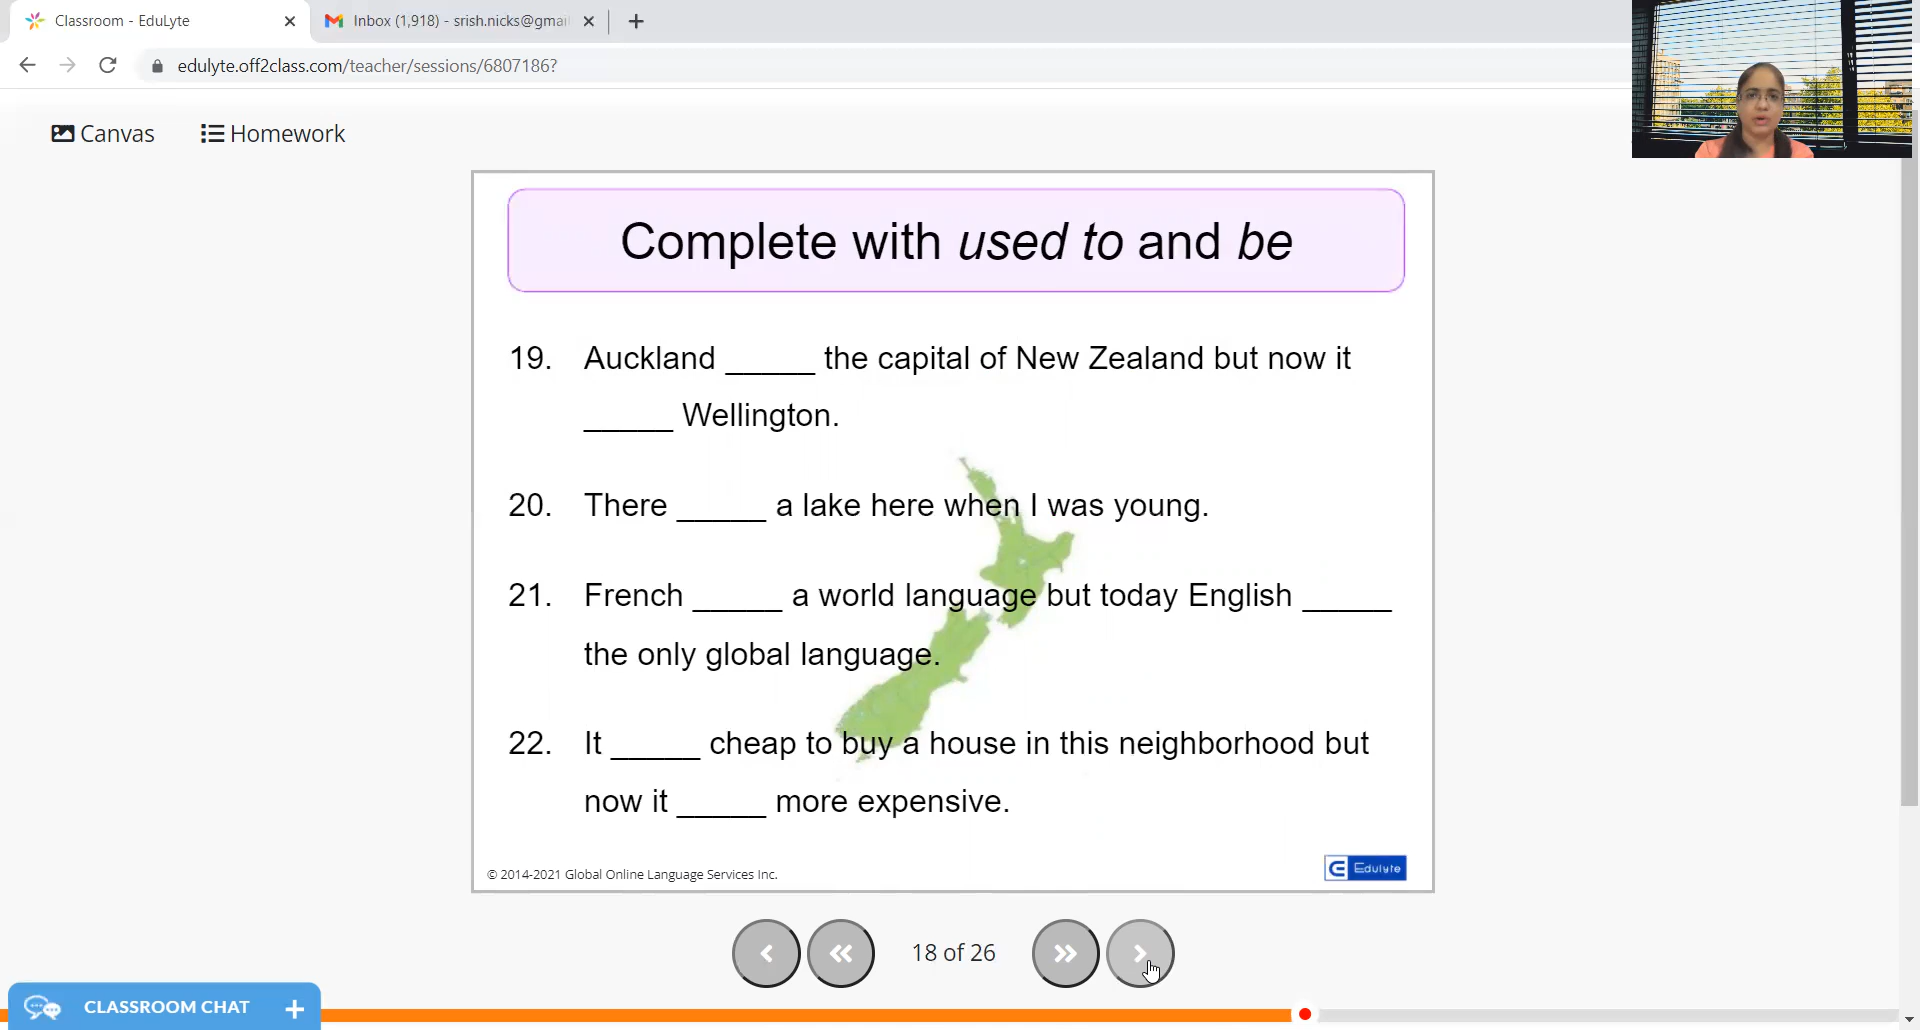 Classroom - EduLyte
Inbox (1,918) - srish.nicks@gmai
edulyte.off2class.com/teacher/sessions/6807186?
Canvas
Homework
Complete with used to and be
19. Auckland _____ the capital of New Zealand but now it
_____ Wellington.
20. There _____ a lake here when I was young.
21. French _____ a world language but today English _____
the only global language.
22. It _____ cheap to buy a house in this neighborhood but
now it _____ more expensive.
© 2014-2021 Global Online Language Services Inc.
Edulyte
18 of 26
CLASSROOM CHAT +